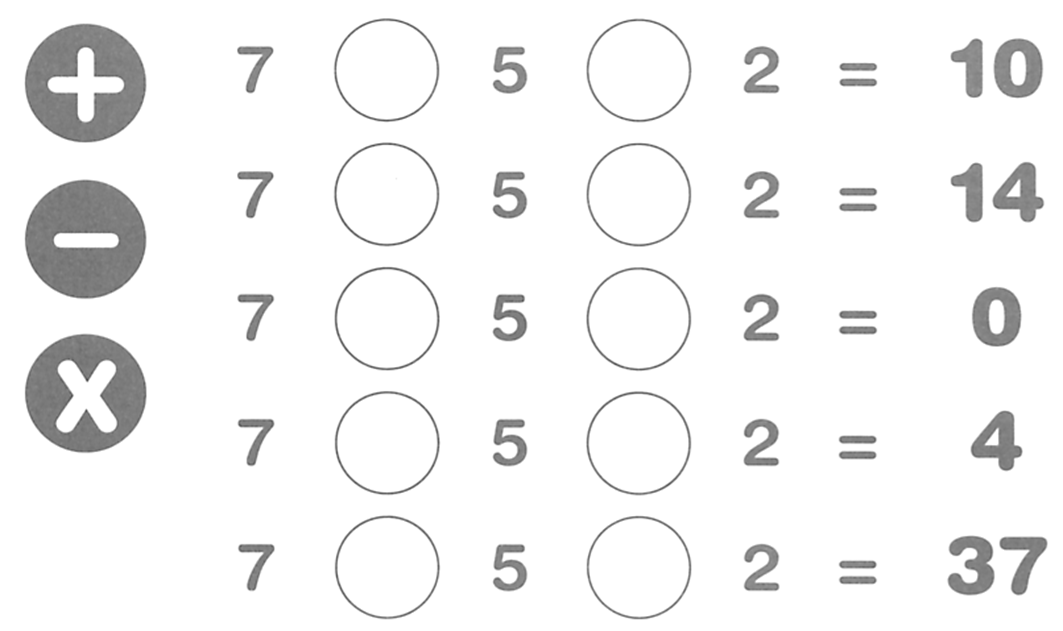 +
−
x
7 5 2 = 10
7 5 2 = 14
7 5 2 = 0
7 5 2 = 4
7 5 2 = 37